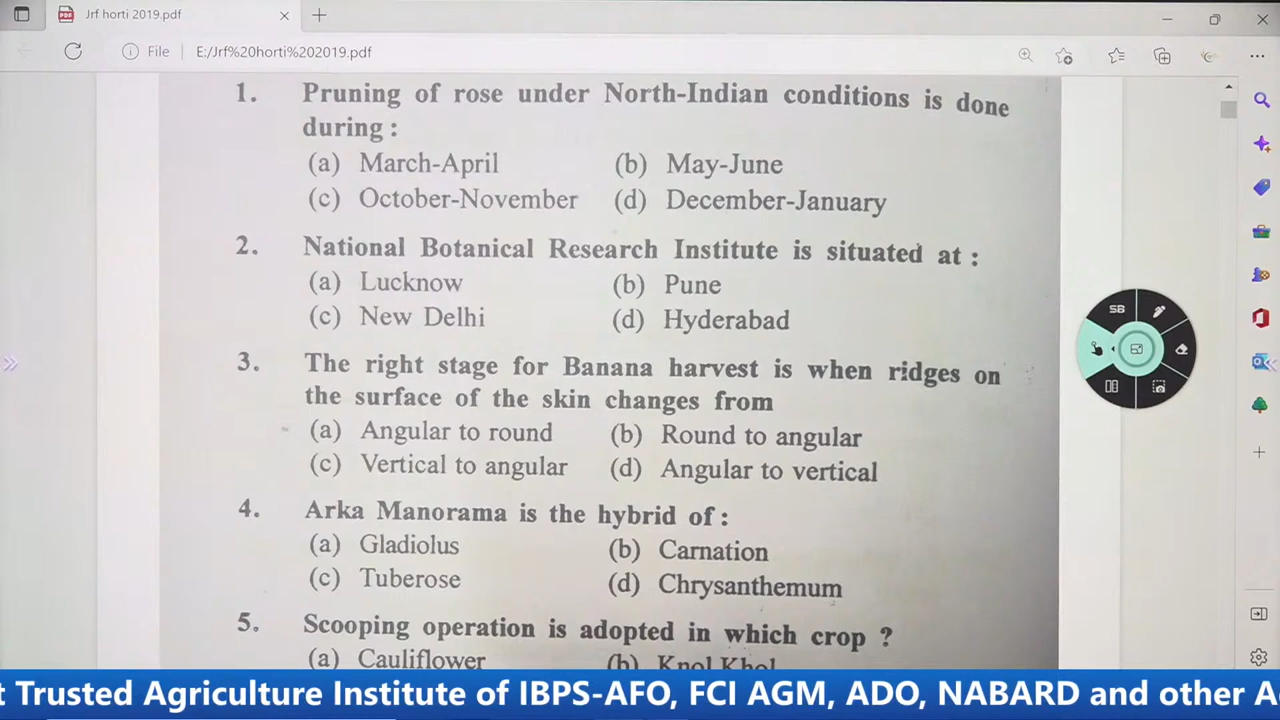 Jrf horti 2019.pdf
File | E:/Jrf%20horti%202019.pdf
1. Pruning of rose under North-Indian conditions is done
during :
(a) March-April (b) May-June
(c) October-November (d) December-January
2. National Botanical Research Institute is situated at :
(a) Lucknow (b) Pune
(c) New Delhi (d) Hyderabad
3. The right stage for Banana harvest is when ridges on
the surface of the skin changes from
(a) Angular to round (b) Round to angular
(c) Vertical to angular (d) Angular to vertical
4. Arka Manorama is the hybrid of :
(a) Gladiolus (b) Carnation
(c) Tuberose (d) Chrysanthemum
5. Scooping operation is adopted in which crop ?
(a) Cauliflower (b) Knol Khol
SB
t Trusted Agriculture Institute of IBPS-AFO, FCI AGM, ADO, NABARD and other A